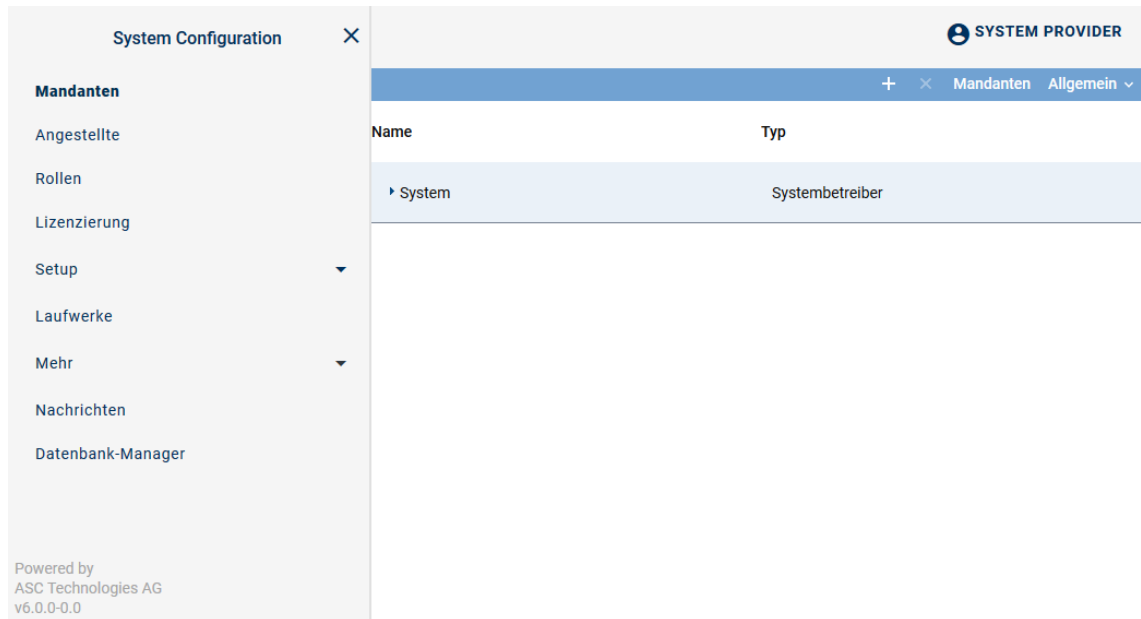 System Configuration
SYSTEM PROVIDER
Mandanten
Angestellte
Rollen
Lizenzierung
Setup
Laufwerke
Mehr
Nachrichten
Datenbank-Manager
Powered by
ASC Technologies AG
v6.0.0-0.0
Mandanten Allgemein
Name Typ
System Systembetreiber